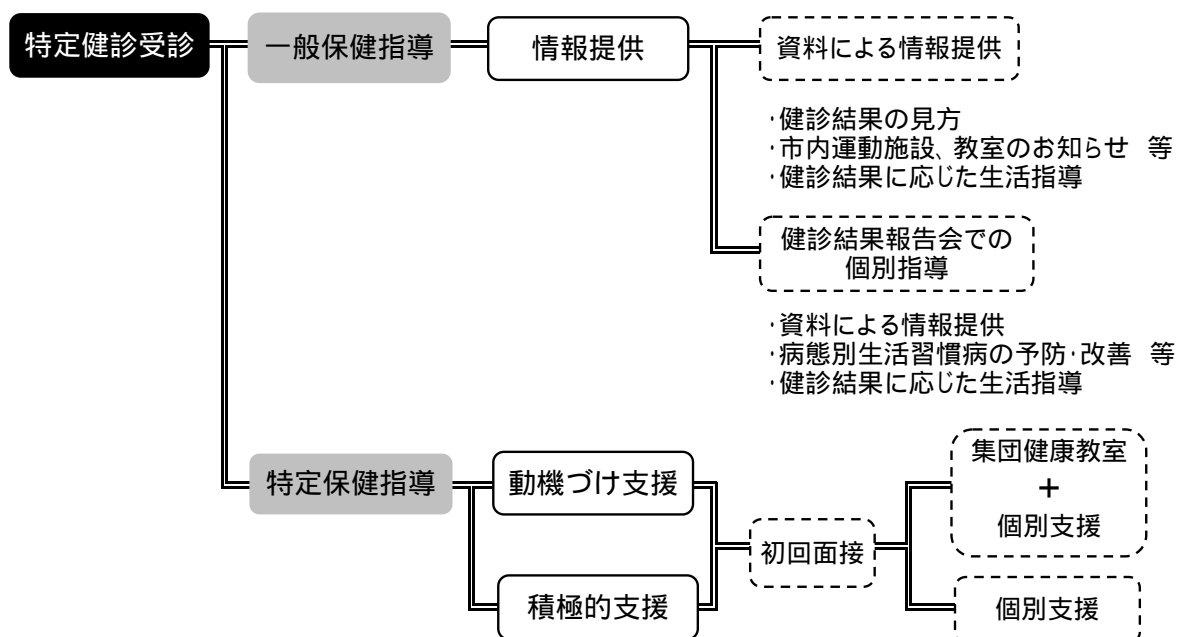 特定健診受診
一般保健指導
情報提供
資料による情報提供
・健診結果の見方
・市内運動施設、教室のお知らせ　等
・健診結果に応じた生活指導
健診結果報告会での
個別指導
・資料による情報提供
・病態別生活習慣病の予防・改善　等
・健診結果に応じた生活指導
特定保健指導
動機づけ支援
積極的支援
初回面接
集団健康教室
＋
個別支援
個別支援